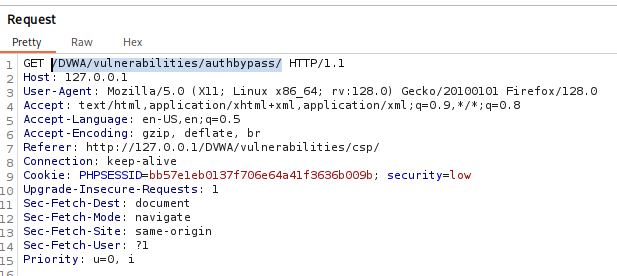 Request
Pretty Raw Hex
1 GET /DVWA/vulnerabilities/authbypass/ HTTP/1.1
2 Host: 127.0.0.1
3 User-Agent: Mozilla/5.0 (X11; Linux x86_64; rv:128.0) Gecko/20100101 Firefox/128.0
4 Accept: text/html,application/xhtml+xml,application/xml;q=0.9,*/*;q=0.8
5 Accept-Language: en-US,en;q=0.5
6 Accept-Encoding: gzip, deflate, br
7 Referer: http://127.0.0.1/DVWA/vulnerabilities/csp/
8 Connection: keep-alive
9 Cookie: PHPSESSID=bb57e1eb0137f706e64a41f3636b009b; security=low
10 Upgrade-Insecure-Requests: 1
11 Sec-Fetch-Dest: document
12 Sec-Fetch-Mode: navigate
13 Sec-Fetch-Site: same-origin
14 Sec-Fetch-User: ?1
15 Priority: u=0, i
16